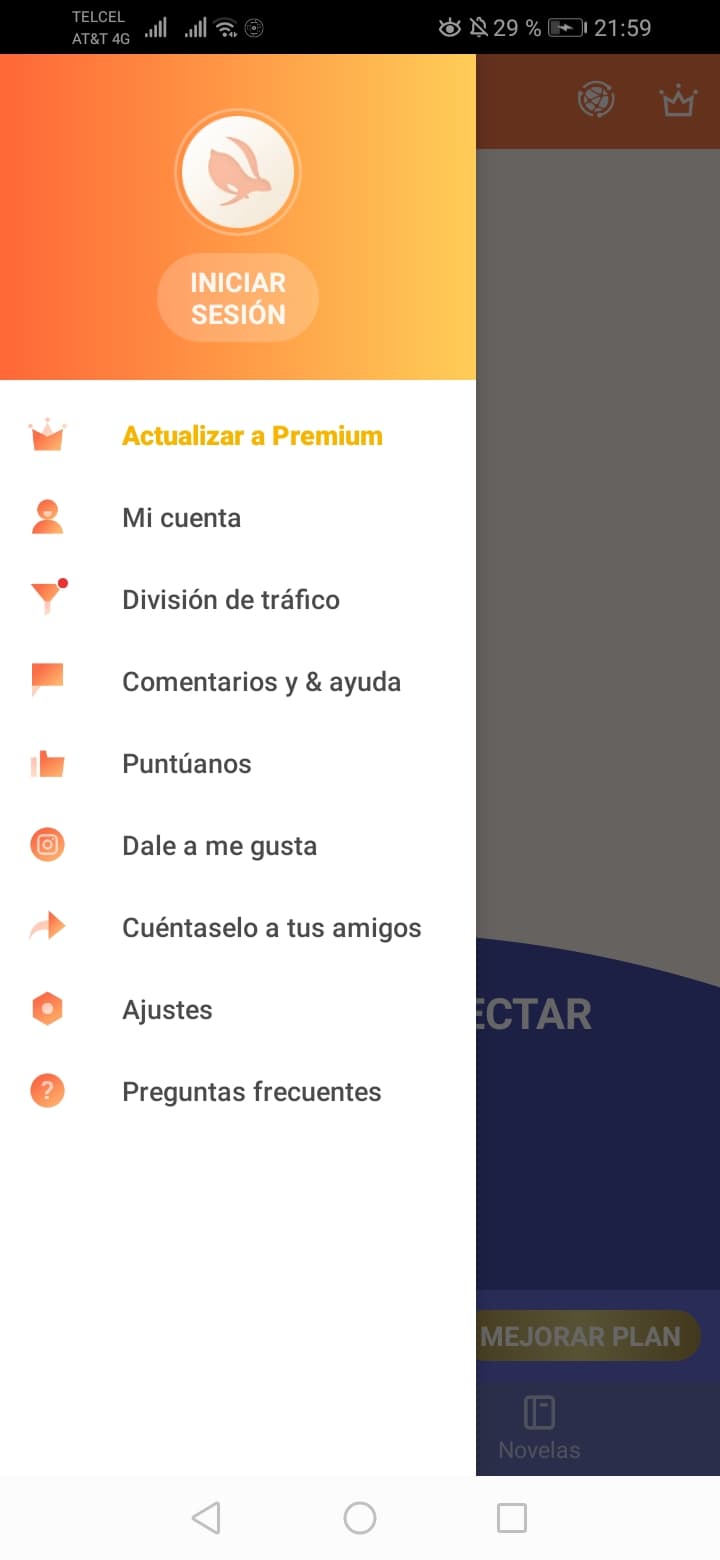 TELCEL
AT&T 4G
29 % 21:59
INICIAR
SESIÓN
Actualizar a Premium
Mi cuenta
División de tráfico
Comentarios y & ayuda
Puntúanos
Dale a me gusta
Cuéntaselo a tus amigos
Ajustes
?
Preguntas frecuentes
ECTAR
MEJORAR PLAN
Novelas